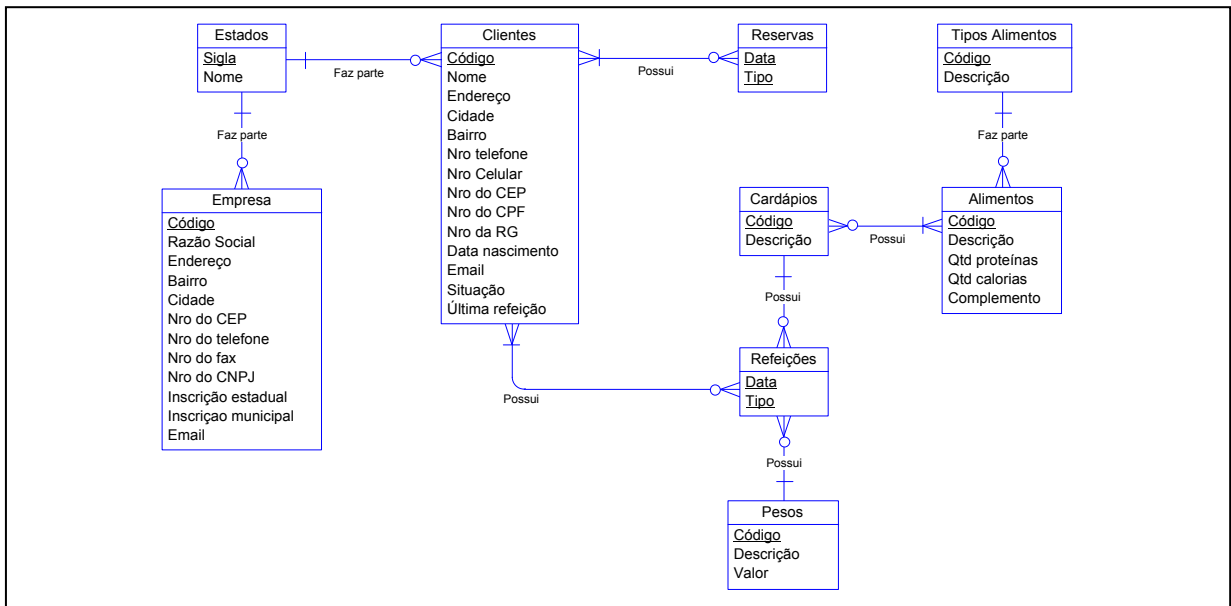 Estados
Sigla
Nome
Faz parte
Clientes
Código
Nome
Endereço
Cidade
Bairro
Nro telefone
Nro Celular
Nro do CEP
Nro do CPF
Nro da RG
Data nascimento
Email
Situação
Última refeição
Possui
Reservas
Data
Tipo
Tipos Alimentos
Código
Descrição
Faz parte
Faz parte
Empresa
Código
Razão Social
Endereço
Bairro
Cidade
Nro do CEP
Nro do telefone
Nro do fax
Nro do CNPJ
Inscrição estadual
Inscriçao municipal
Email
Cardápios
Código
Descrição
Possui
Alimentos
Código
Descrição
Qtd proteínas
Qtd calorias
Complemento
Possui
Refeições
Data
Tipo
Possui
Possui
Pesos
Código
Descrição
Valor